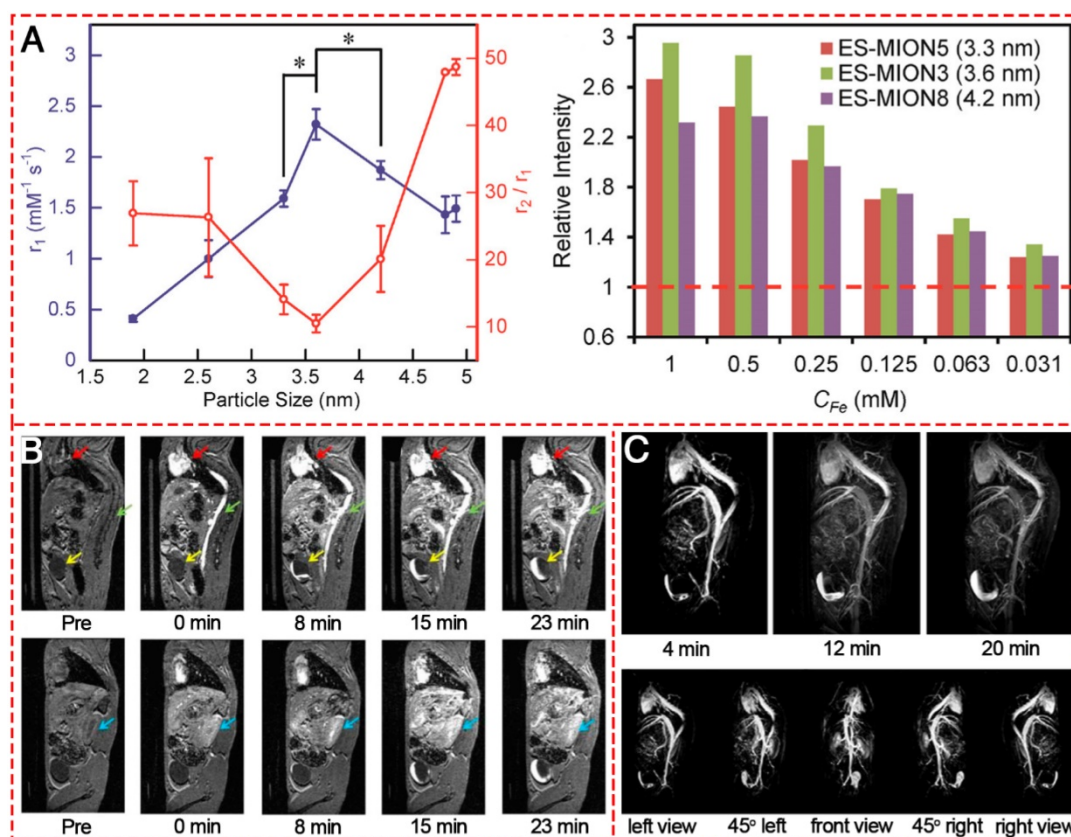 A
3
2.5
2
1.5
1
0.5
0
r₁ (mM⁻¹ s⁻¹)
* *
50
40
30
20
10
r₂ / r₁
1.5 2 2.5 3 3.5 4 4.5 5
Particle Size (nm)
3
2.6
2.2
1.8
1.4
1
0.6
Relative Intensity
ES-MION5 (3.3 nm)
ES-MION3 (3.6 nm)
ES-MION8 (4.2 nm)
1 0.5 0.25 0.125 0.063 0.031
C_Fe (mM)
B
Pre 0 min 8 min 15 min 23 min
Pre 0 min 8 min 15 min 23 min
C
4 min 12 min 20 min
left view 45° left front view 45° right right view